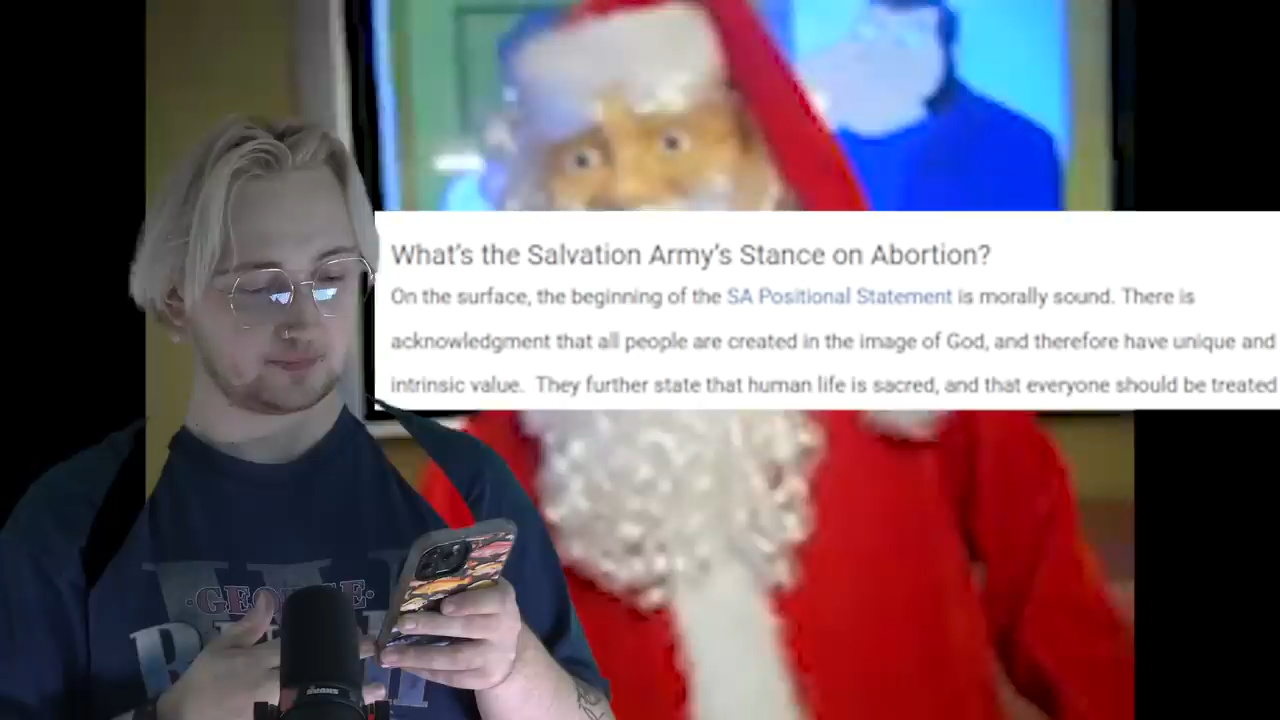 What's the Salvation Army's Stance on Abortion?
On the surface, the beginning of the SA Positional Statement is morally sound. There is
acknowledgment that all people are created in the image of God, and therefore have unique and
intrinsic value. They further state that human life is sacred, and that everyone should be treated